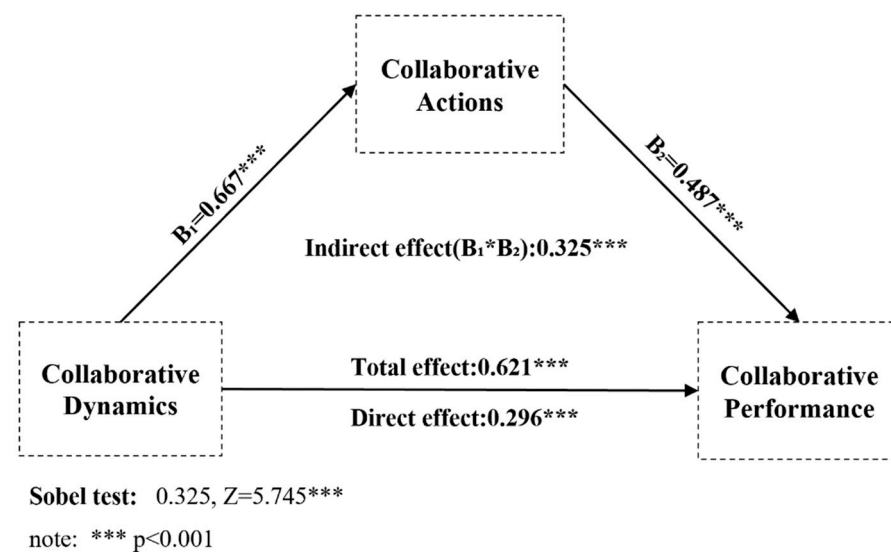 Collaborative
Actions
B₁=0.667***
B₂=0.487***
Indirect effect(B₁*B₂):0.325***
Collaborative
Dynamics
Total effect:0.621***
Direct effect:0.296***
Collaborative
Performance
Sobel test: 0.325, Z=5.745***
note: *** p<0.001